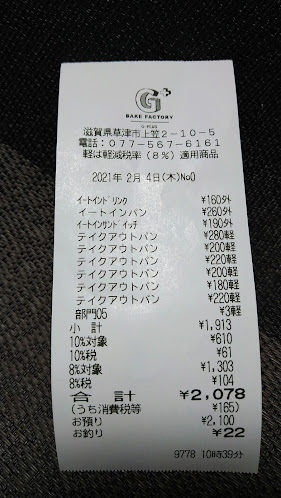 G+
BAKE FACTORY
滋賀県草津市上笠2-10-5
電話:077-567-6161
軽は軽減税率(8%)適用商品
2021年 2月 4日(木)No0
イートインドリンク ¥160外
イートインパン ¥260外
イートインサンドイッチ ¥190外
テイクアウトパン ¥280軽
テイクアウトパン ¥200軽
テイクアウトパン ¥220軽
テイクアウトパン ¥200軽
テイクアウトパン ¥180軽
テイクアウトパン ¥220軽
部門05 ¥3軽
小 計 ¥1,913
10%対象 ¥610
10%税 ¥61
8%対象 ¥1,303
8%税 ¥104
合 計 ¥2,078
(うち消費税等 ¥165)
お預り ¥2,100
お釣り ¥22
9778 10時39分